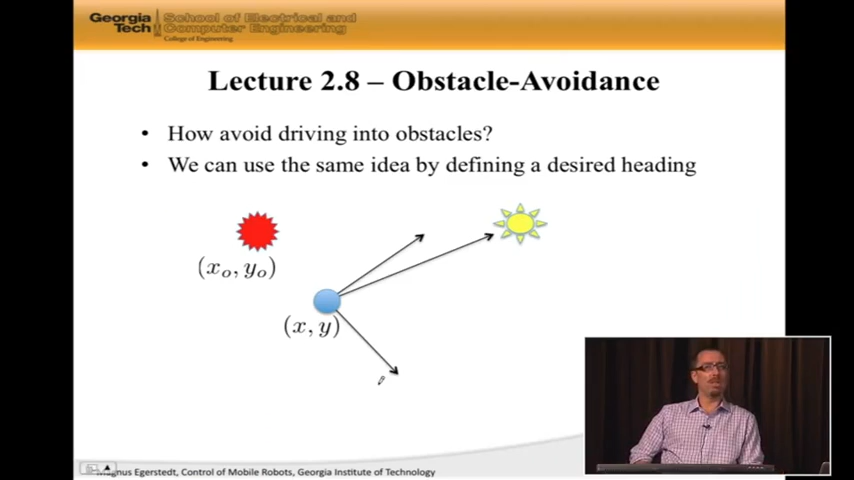 Georgia
Tech
School of Electrical and
Computer Engineering
College of Engineering
Lecture 2.8 – Obstacle-Avoidance
• How avoid driving into obstacles?
• We can use the same idea by defining a desired heading
(xₒ, yₒ)
(x, y)
Magnus Egerstedt, Control of Mobile Robots, Georgia Institute of Technology